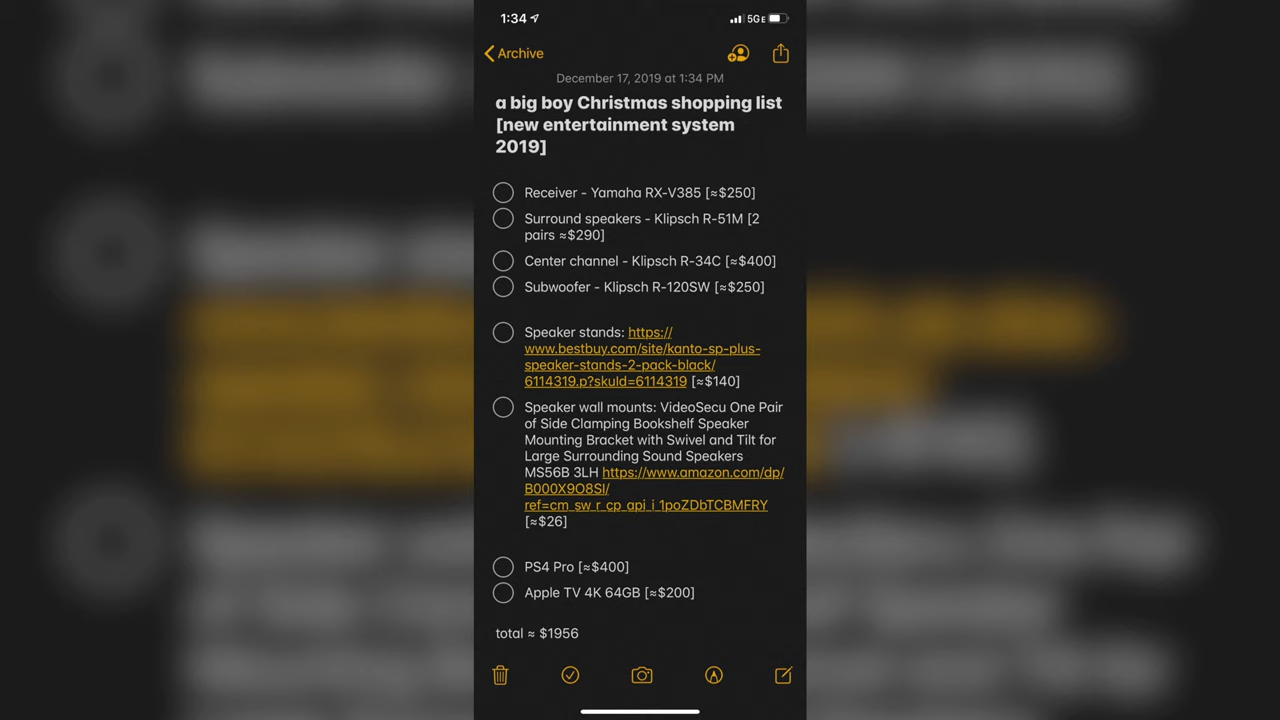 1:34
5GE
Archive
December 17, 2019 at 1:34 PM
a big boy Christmas shopping list
[new entertainment system
2019]
Receiver - Yamaha RX-V385 [≈$250]
Surround speakers - Klipsch R-51M [2
pairs ≈$290]
Center channel - Klipsch R-34C [≈$400]
Subwoofer - Klipsch R-120SW [≈$250]
Speaker stands: https://
www.bestbuy.com/site/kanto-sp-plus-
speaker-stands-2-pack-black/
6114319.p?skuId=6114319 [≈$140]
Speaker wall mounts: VideoSecu One Pair
of Side Clamping Bookshelf Speaker
Mounting Bracket with Swivel and Tilt for
Large Surrounding Sound Speakers
MS56B 3LH https://www.amazon.com/dp/
B000X9O8SI/
ref=cm_sw_r_cp_api_i_1poZDbTCBMFRY
[≈$26]
PS4 Pro [≈$400]
Apple TV 4K 64GB [≈$200]
total ≈ $1956